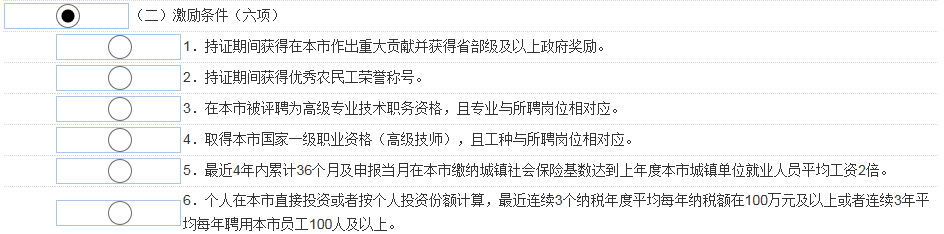 （二）激励条件（六项）
1．持证期间获得在本市作出重大贡献并获得省部级及以上政府奖励。
2．持证期间获得优秀农民工荣誉称号。
3．在本市被评聘为高级专业技术职务资格，且专业与所聘岗位相对应。
4．取得本市国家一级职业资格（高级技师），且工种与所聘岗位相对应。
5．最近4年内累计36个月及申报当月在本市缴纳城镇社会保险基数达到上年度本市城镇单位就业人员平均工资2倍。
6．个人在本市直接投资或者按个人投资份额计算，最近连续3个纳税年度平均每年纳税额在100万元及以上或者连续3年平
均每年聘用本市员工100人及以上。